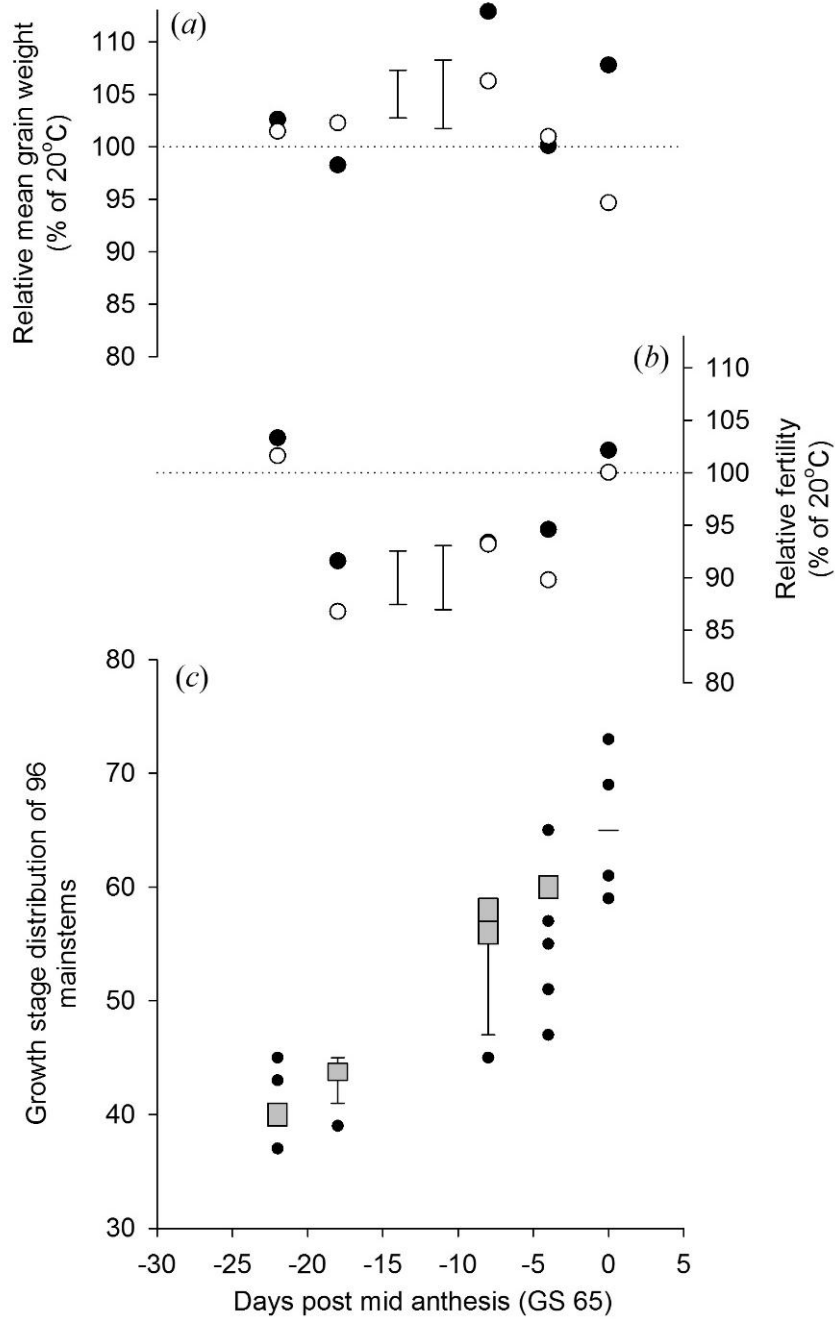 (a)
Relative mean grain weight
(% of 20°C)
110
105
100
95
90
85
80
(b)
Relative fertility
(% of 20°C)
110
105
100
95
90
85
80
(c)
Growth stage distribution of 96
mainstems
80
70
60
50
40
30
-30 -25 -20 -15 -10 -5 0 5
Days post mid anthesis (GS 65)